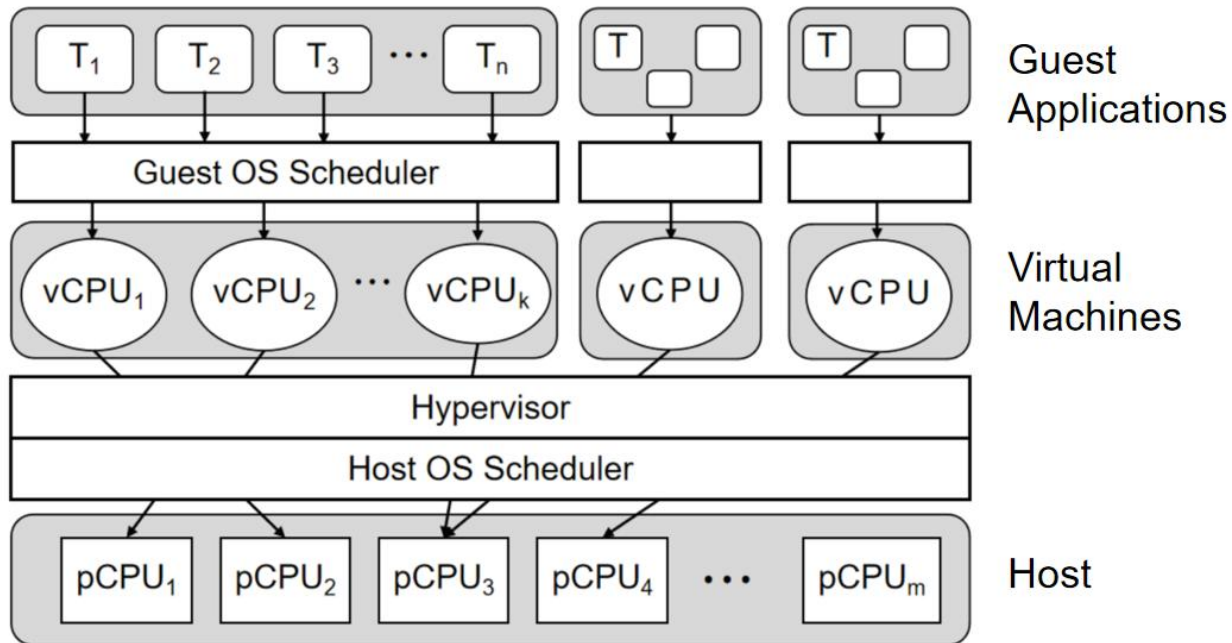 T₁ T₂ T₃ ··· Tₙ T T
Guest
Applications
Guest OS Scheduler
vCPU₁ vCPU₂ ··· vCPUₖ vCPU vCPU
Virtual
Machines
Hypervisor
Host OS Scheduler
pCPU₁ pCPU₂ pCPU₃ pCPU₄ ··· pCPUₘ
Host